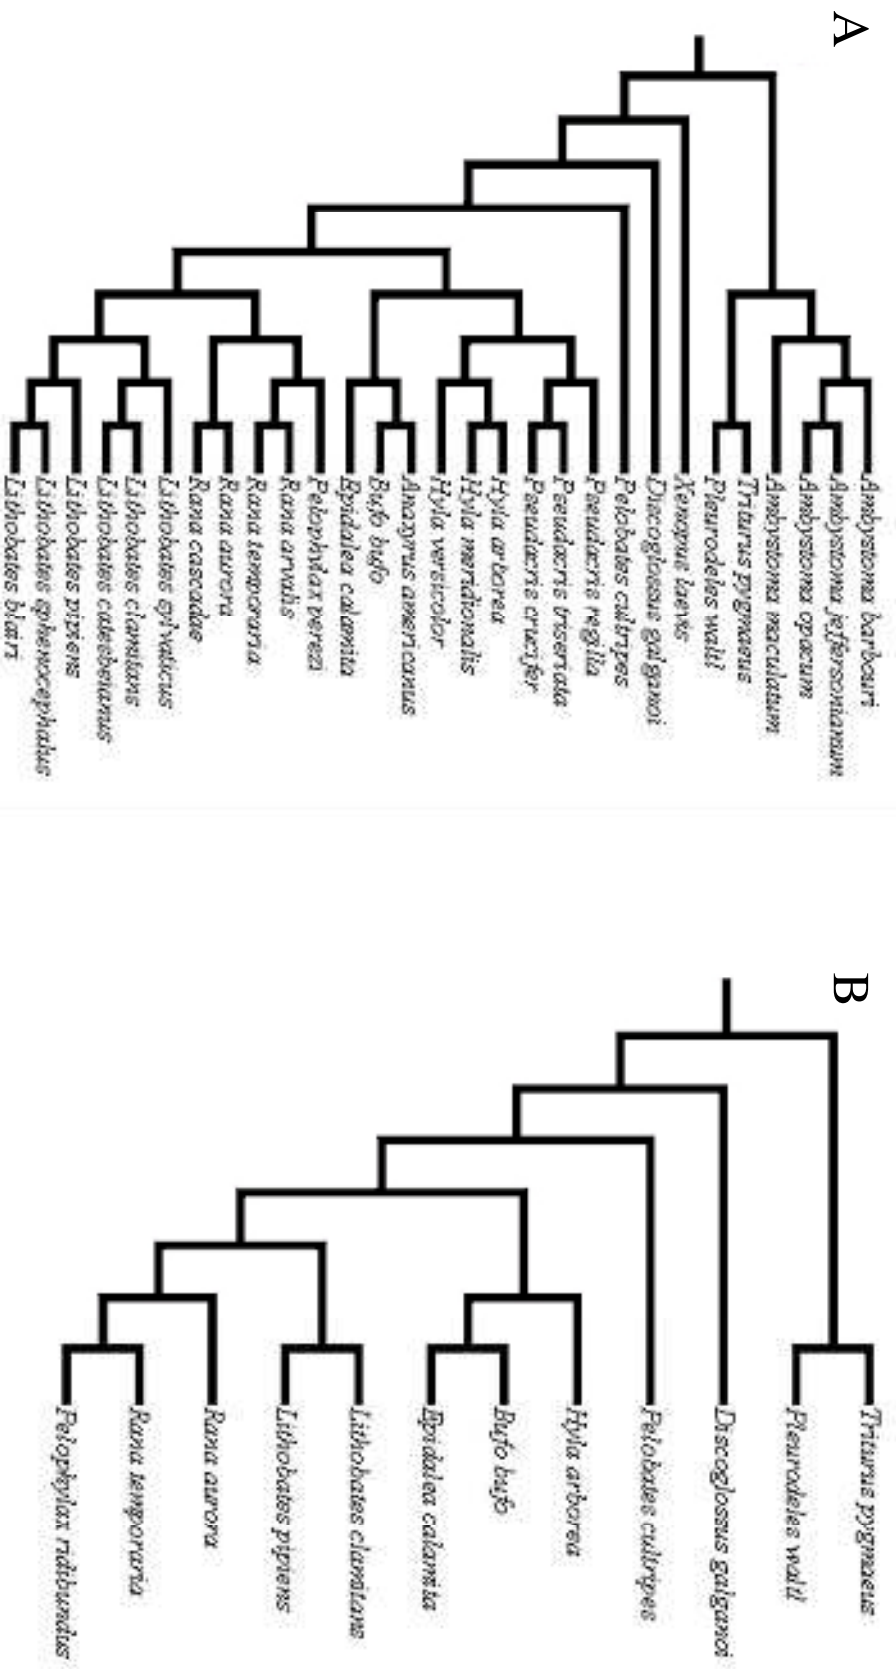 A
Ambystoma barbouri
Ambystoma jeffersonianum
Ambystoma opacum
Ambystoma maculatum
Triturus pygmaeus
Pleurodeles waltl
Xenopus laevis
Discoglossus galganoi
Pelobates cultripes
Pseudacris regilla
Pseudacris triseriata
Pseudacris crucifer
Hyla arborea
Hyla meridionalis
Hyla versicolor
Anaxyrus americanus
Bufo bufo
Epidalea calamita
Pelophylax perezi
Rana arvalis
Rana temporaria
Rana aurora
Rana cascadae
Lithobates sylvaticus
Lithobates clamitans
Lithobates catesbeianus
Lithobates pipiens
Lithobates sphenocephalus
Lithobates blairi
B
Triturus pygmaeus
Pleurodeles waltl
Discoglossus galganoi
Pelobates cultripes
Hyla arborea
Bufo bufo
Epidalea calamita
Lithobates clamitans
Lithobates pipiens
Rana aurora
Rana temporaria
Pelophylax ridibundus